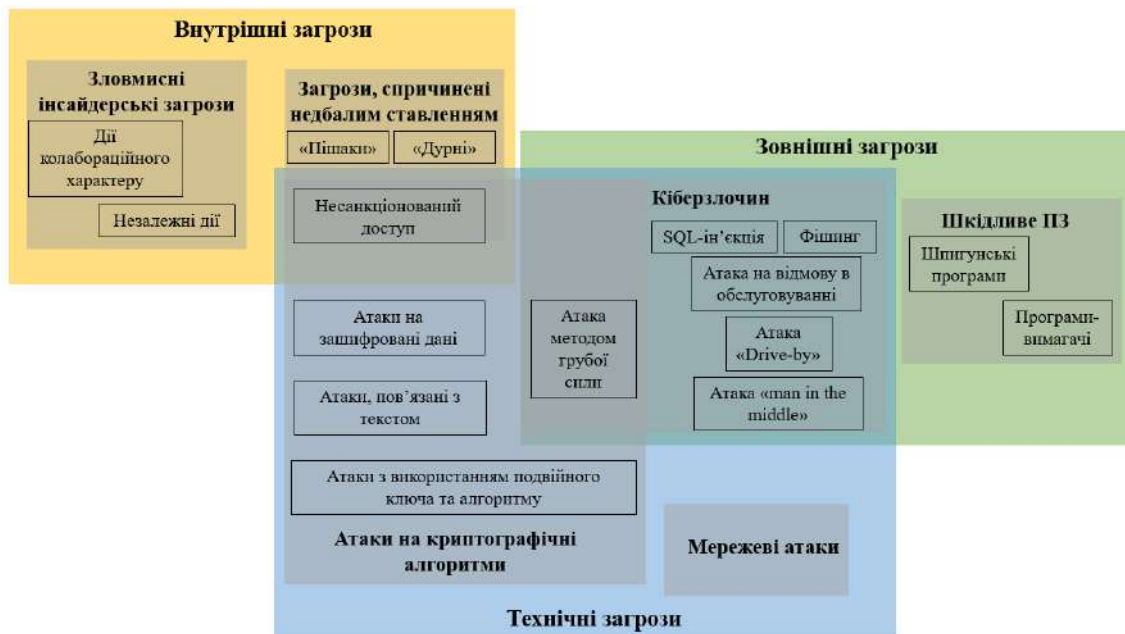 Внутрішні загрози
Зловмисні
інсайдерські загрози
Дії
колабораційного
характеру
Незалежні дії
Загрози, спричинені
недбалим ставленням
«Пішаки»
«Дурні»
Несанкціонований
доступ
Зовнішні загрози
Кіберзлочин
SQL-ін’єкція
Фішинг
Атака на відмову в
обслуговуванні
Атака
«Drive-by»
Атака «man in the
middle»
Шкідливе ПЗ
Шпигунські
програми
Програми-
вимагачі
Атаки на
зашифровані дані
Атака
методом
грубої
сили
Атаки, пов’язані з
текстом
Атаки з використанням подвійного
ключа та алгоритму
Атаки на криптографічні
алгоритми
Мережеві атаки
Технічні загрози